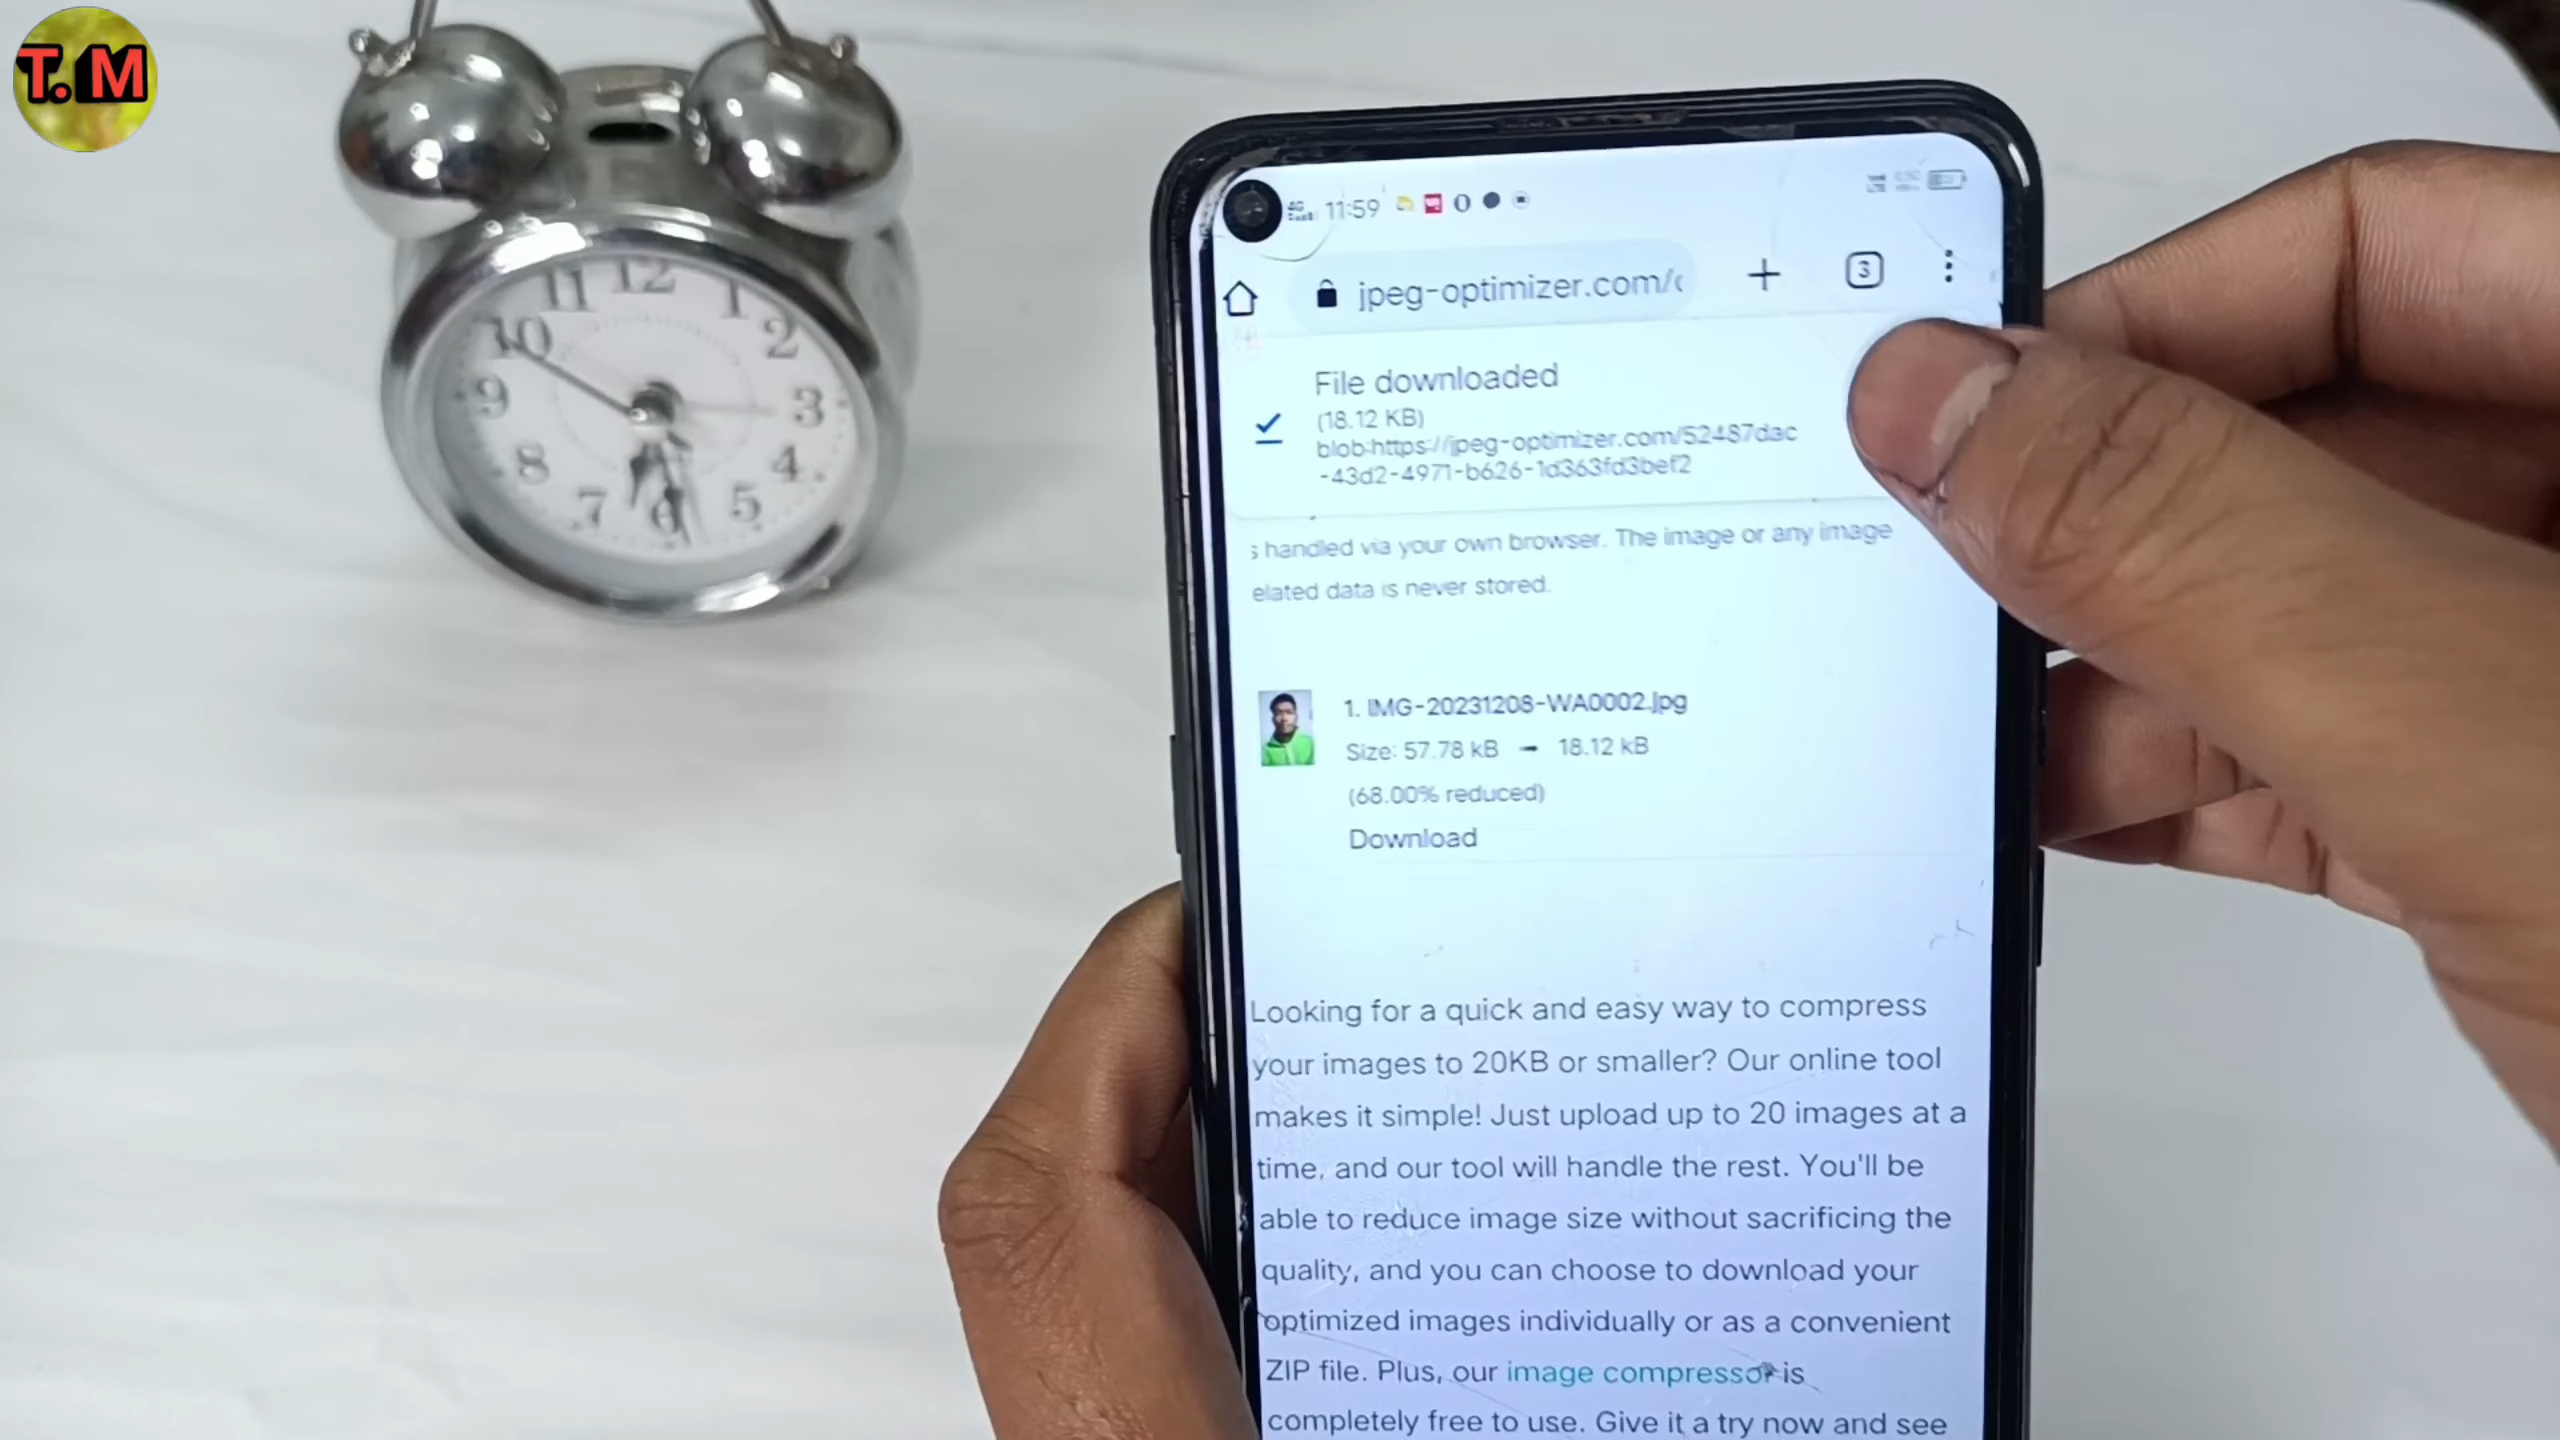 T. M
12
1
2
3
4
5
6
7
8
9
10
11
4G 11:59
jpeg-optimizer.com/c
3
File downloaded
(18.12 KB)
blob:https://jpeg-optimizer.com/52487dac
-43d2-4971-b626-1d363fd3bef2
s handled via your own browser. The image or any image
elated data is never stored.
1. IMG-20231208-WA0002.jpg
Size: 57.78 kB → 18.12 kB
(68.00% reduced)
Download
Looking for a quick and easy way to compress
your images to 20KB or smaller? Our online tool
makes it simple! Just upload up to 20 images at a
time, and our tool will handle the rest. You'll be
able to reduce image size without sacrificing the
quality, and you can choose to download your
optimized images individually or as a convenient
ZIP file. Plus, our image compressor is
completely free to use. Give it a try now and see